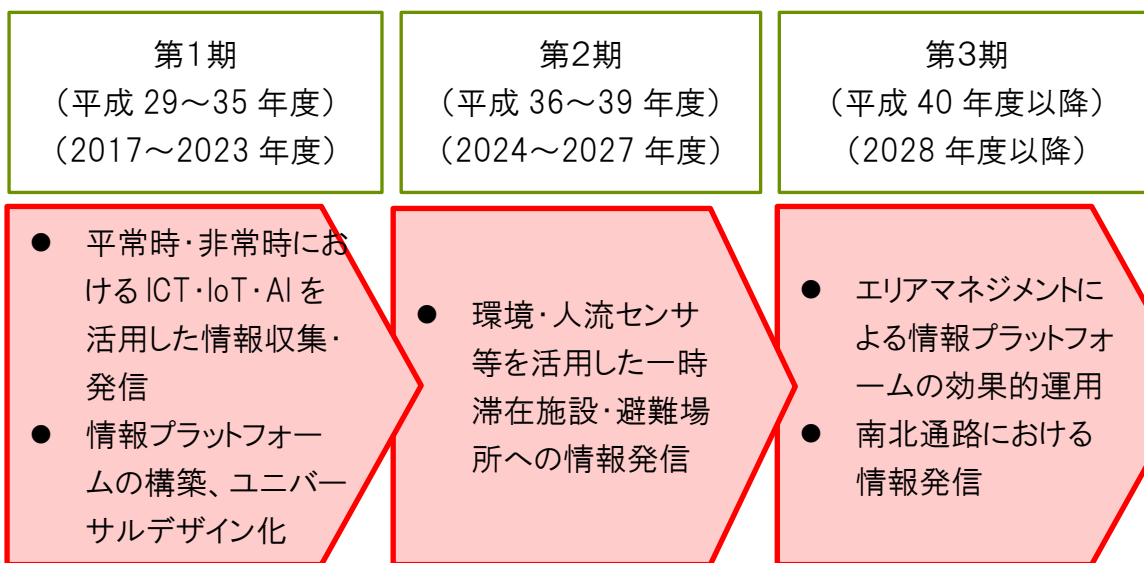 第1期
（平成 29～35 年度）
（2017～2023 年度）
第2期
（平成 36～39 年度）
（2024～2027 年度）
第3期
（平成 40 年度以降）
（2028 年度以降）
● 平常時・非常時にお
ける ICT・IoT・AI を
活用した情報収集・
発信
● 情報プラットフォー
ムの構築、ユニバー
サルデザイン化
● 環境・人流センサ
等を活用した一時
滞在施設・避難場
所への情報発信
● エリアマネジメントに
よる情報プラットフォ
ームの効果的運用
● 南北通路における
情報発信